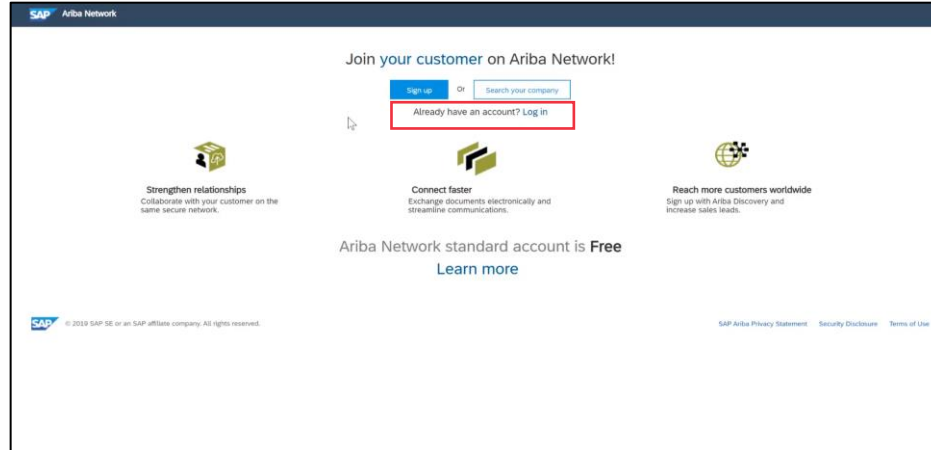 SAP Ariba Network
Join your customer on Ariba Network!
Sign up Or Search your company
Already have an account? Log in
Strengthen relationships
Collaborate with your customer on the
same secure network.
Connect faster
Exchange documents electronically and
streamline communications.
Reach more customers worldwide
Sign up with Ariba Discovery and
increase sales leads.
Ariba Network standard account is Free
Learn more
SAP © 2019 SAP SE or an SAP affiliate company. All rights reserved.
SAP Ariba Privacy Statement Security Disclosure Terms of Use